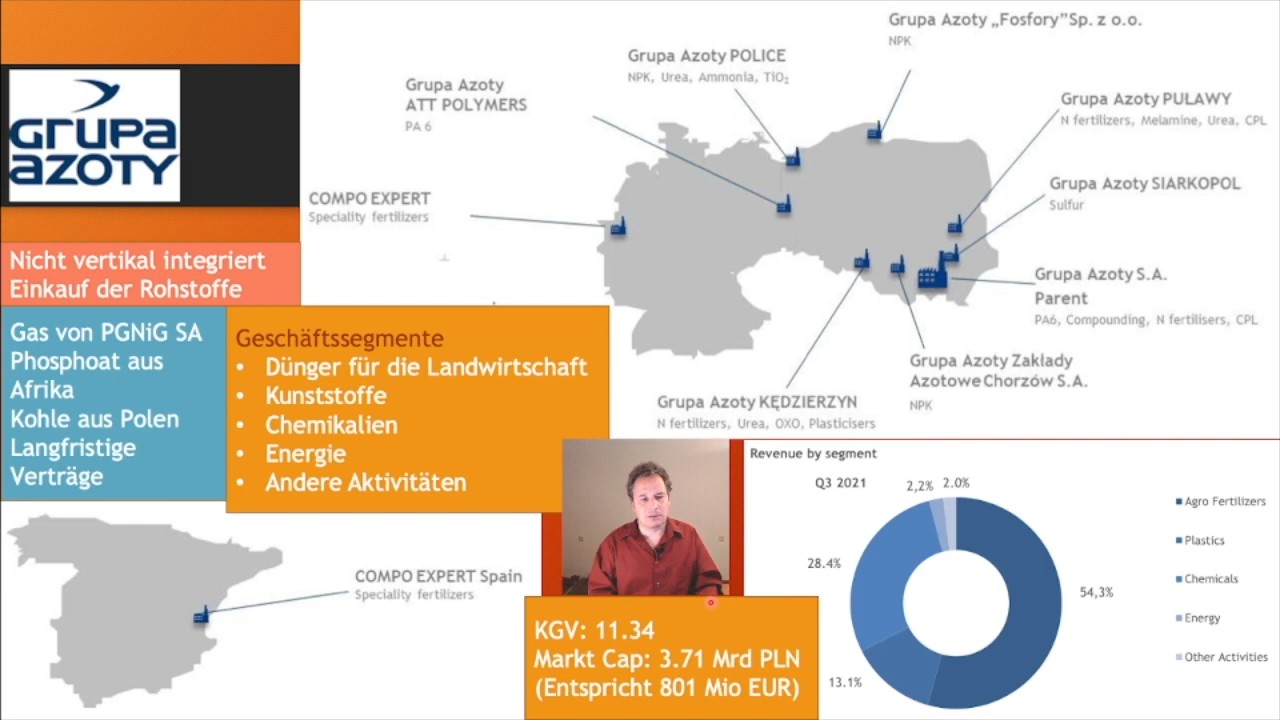 GRUPA
AZOTY
Nicht vertikal integriert
Einkauf der Rohstoffe
Gas von PGNiG SA
Phosphoat aus
Afrika
Kohle aus Polen
Langfristige
Verträge
Geschäftssegmente
• Dünger für die Landwirtschaft
• Kunststoffe
• Chemikalien
• Energie
• Andere Aktivitäten
Grupa Azoty „Fosfory"Sp. z o.o.
NPK
Grupa Azoty POLICE
NPK, Urea, Ammonia, TiO₂
Grupa Azoty
ATT POLYMERS
PA 6
Grupa Azoty PULAWY
N fertilizers, Melamine, Urea, CPL
COMPO EXPERT
Speciality fertilizers
Grupa Azoty SIARKOPOL
Sulfur
Grupa Azoty S.A.
Parent
PA6, Compounding, N fertilisers, CPL
Grupa Azoty Zakłady
Azotowe Chorzów S.A.
NPK
Grupa Azoty KĘDZIERZYN
N fertilizers, Urea, OXO, Plasticisers
COMPO EXPERT Spain
Speciality fertilizers
KGV: 11.34
Markt Cap: 3.71 Mrd PLN
(Entspricht 801 Mio EUR)
Revenue by segment
Q3 2021
2,2%
2.0%
28.4%
54,3%
13.1%
Agro Fertilizers
Plastics
Chemicals
Energy
Other Activities